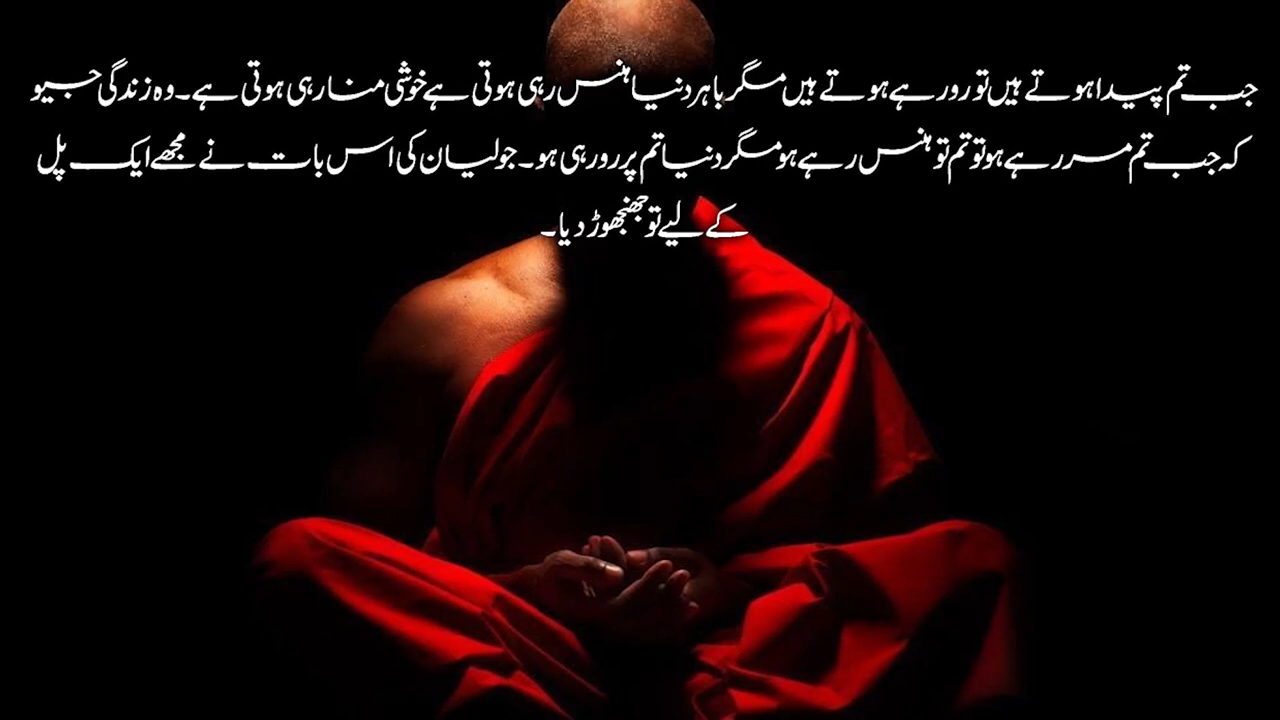 جب تم پیدا ہوتے ہیں تو رو رہے ہوتے ہیں مگر باہر دنیا ہنس رہی ہوتی ہے خوشی منا رہی ہوتی ہے۔ وہ زندگی جیو
کہ جب تم مر رہے ہو تو تم تو ہنس رہے ہو مگر دنیا تم پر رو رہی ہو۔ جولیان کی اس بات نے مجھے ایک پل
کے لیے تو جھنجھوڑ دیا۔